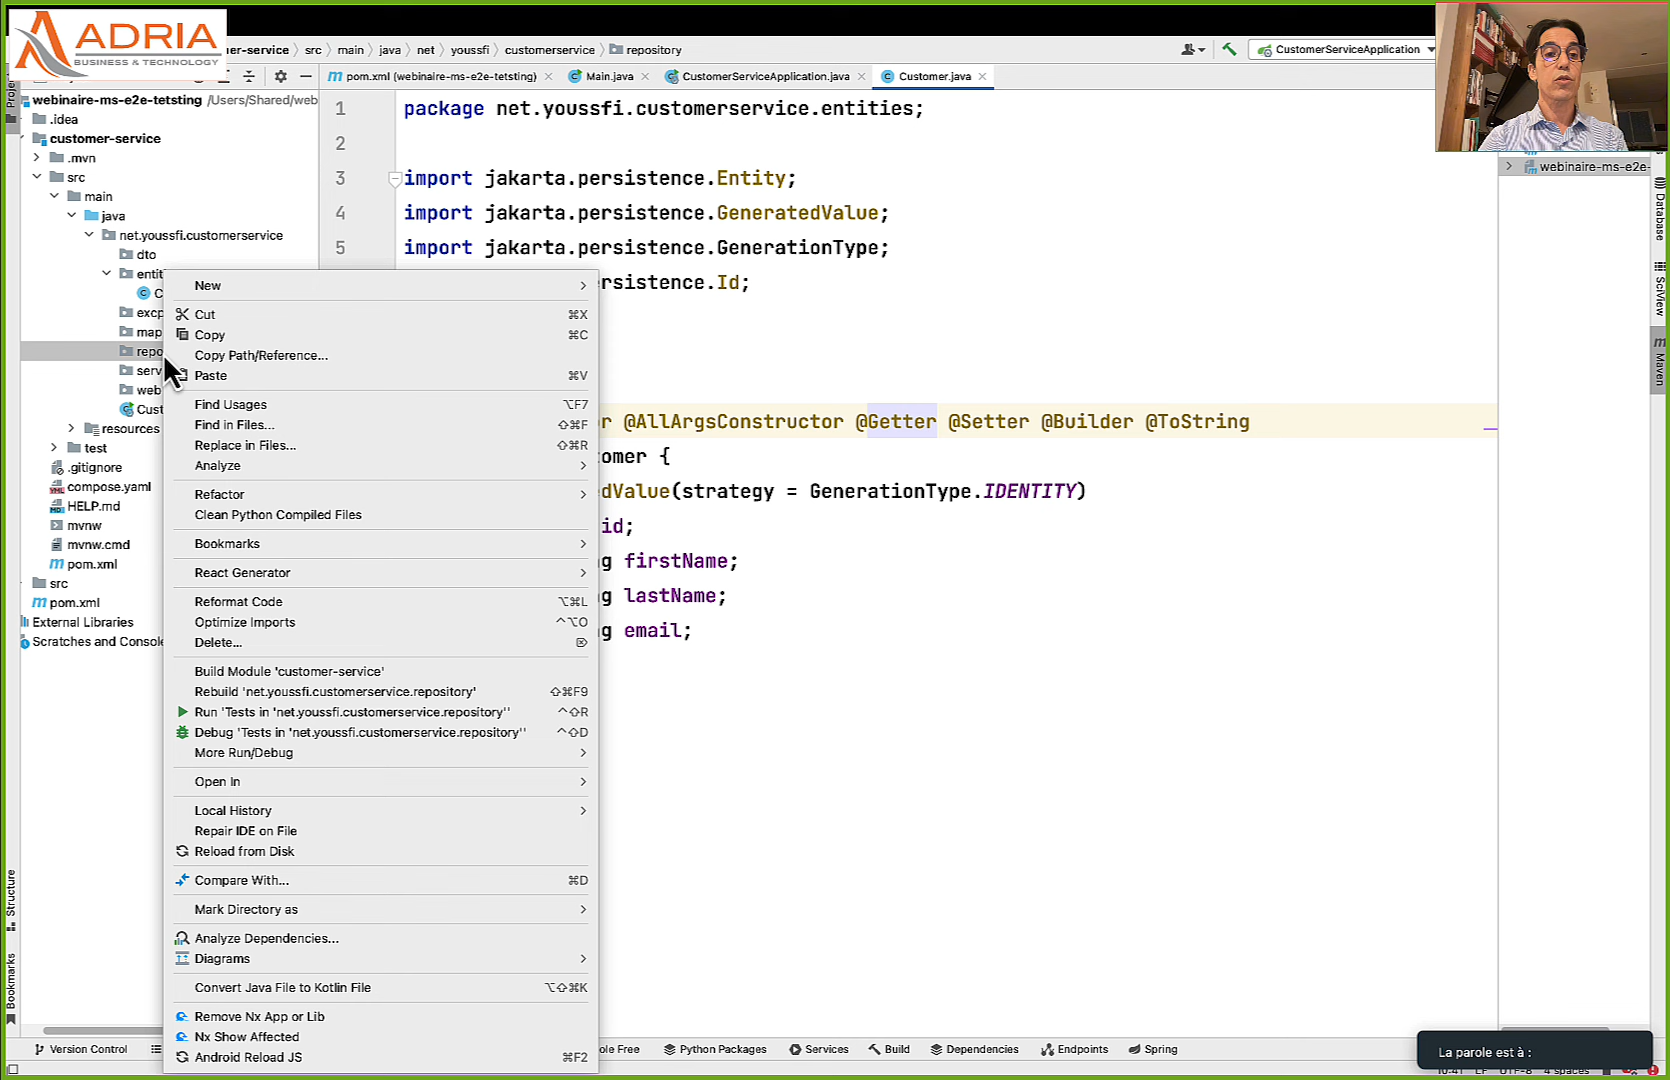 ADRIA
BUSINESS & TECHNOLOGY
er-service
src
main
java
net
youssfi
customerservice
repository
CustomerServiceApplication
pom.xml (webinaire-ms-e2e-tetsting)
Main.java
CustomerServiceApplication.java
Customer.java
webinaire-ms-e2e-tetsting /Users/Shared/web
.idea
customer-service
.mvn
src
main
java
net.youssfi.customerservice
dto
entit
C
excp
map
repo
serv
web
Cust
resources
test
.gitignore
compose.yaml
HELP.md
mvnw
mvnw.cmd
pom.xml
src
pom.xml
External Libraries
Scratches and Console
1 package net.youssfi.customerservice.entities;
2
3 import jakarta.persistence.Entity;
4 import jakarta.persistence.GeneratedValue;
5 import jakarta.persistence.GenerationType;
rsistence.Id;
r @AllArgsConstructor @Getter @Setter @Builder @ToString
tomer {
edValue(strategy = GenerationType.IDENTITY)
id;
g firstName;
g lastName;
g email;
New
Cut ⌘X
Copy ⌘C
Copy Path/Reference...
Paste ⌘V
Find Usages ⌥F7
Find in Files... ⇧⌘F
Replace in Files... ⇧⌘R
Analyze
Refactor
Clean Python Compiled Files
Bookmarks
React Generator
Reformat Code ⌥⌘L
Optimize Imports ^⌥O
Delete... ⌦
Build Module 'customer-service'
Rebuild 'net.youssfi.customerservice.repository' ⇧⌘F9
Run 'Tests in 'net.youssfi.customerservice.repository'' ^⇧R
Debug 'Tests in 'net.youssfi.customerservice.repository'' ^⇧D
More Run/Debug
Open In
Local History
Repair IDE on File
Reload from Disk
Compare With... ⌘D
Mark Directory as
Analyze Dependencies...
Diagrams
Convert Java File to Kotlin File ⌥⇧⌘K
Remove Nx App or Lib
Nx Show Affected
Android Reload JS ⌘F2
webinaire-ms-e2e-
Database
SciView
Maven
Structure
Bookmarks
Version Control
ole Free
Python Packages
Services
Build
Dependencies
Endpoints
Spring
La parole est à :